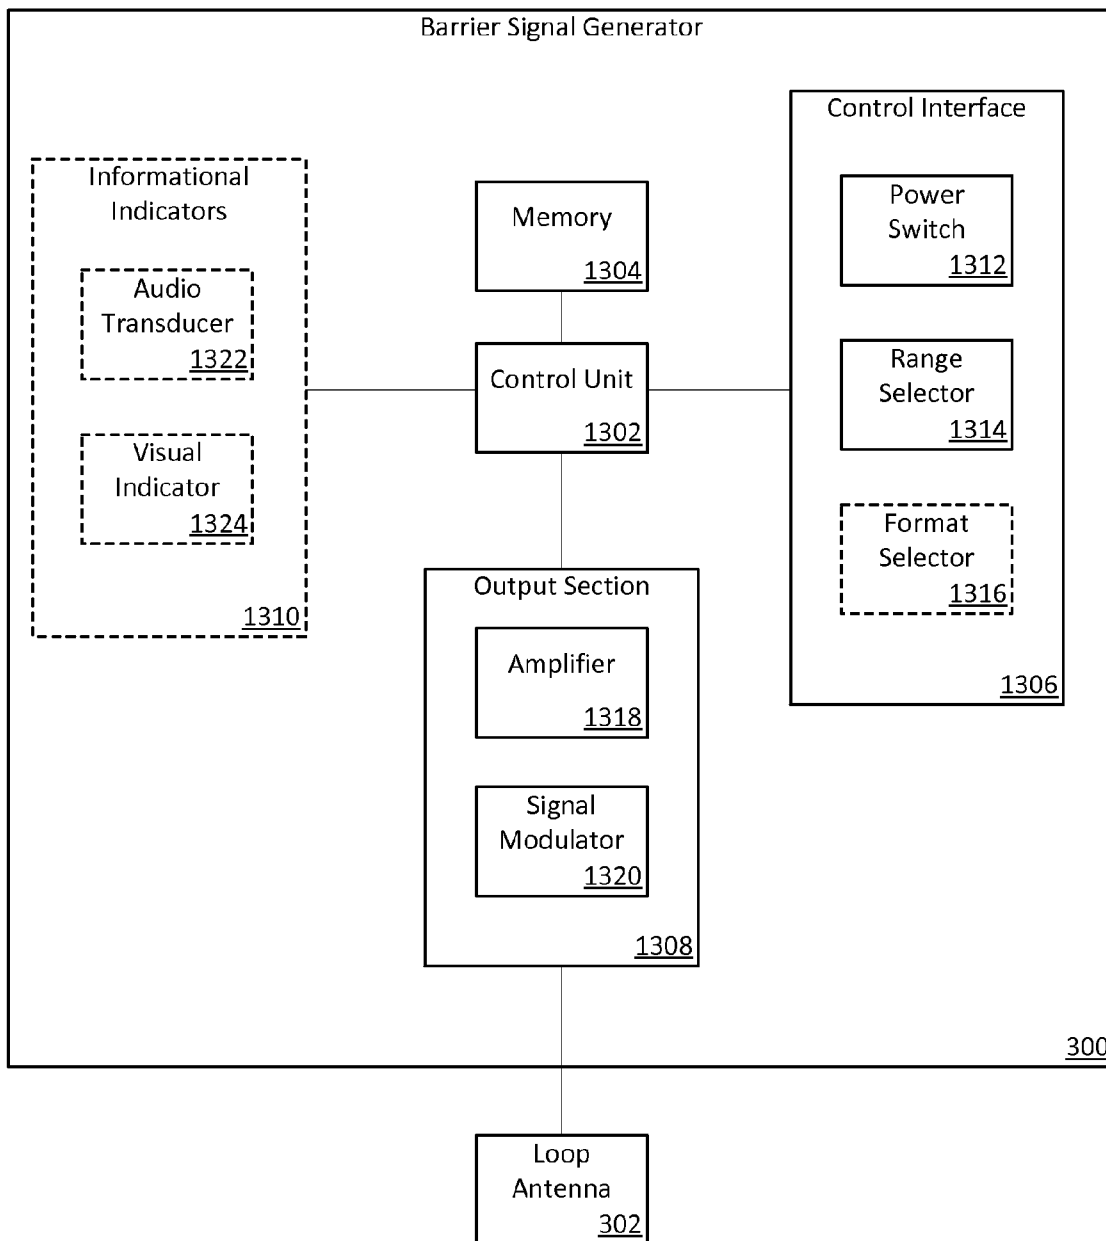 Barrier Signal Generator
Informational
Indicators
Audio
Transducer
1322
Visual
Indicator
1324
1310
Memory
1304
Control Unit
1302
Control Interface
Power
Switch
1312
Range
Selector
1314
Format
Selector
1316
1306
Output Section
Amplifier
1318
Signal
Modulator
1320
1308
300
Loop
Antenna
302